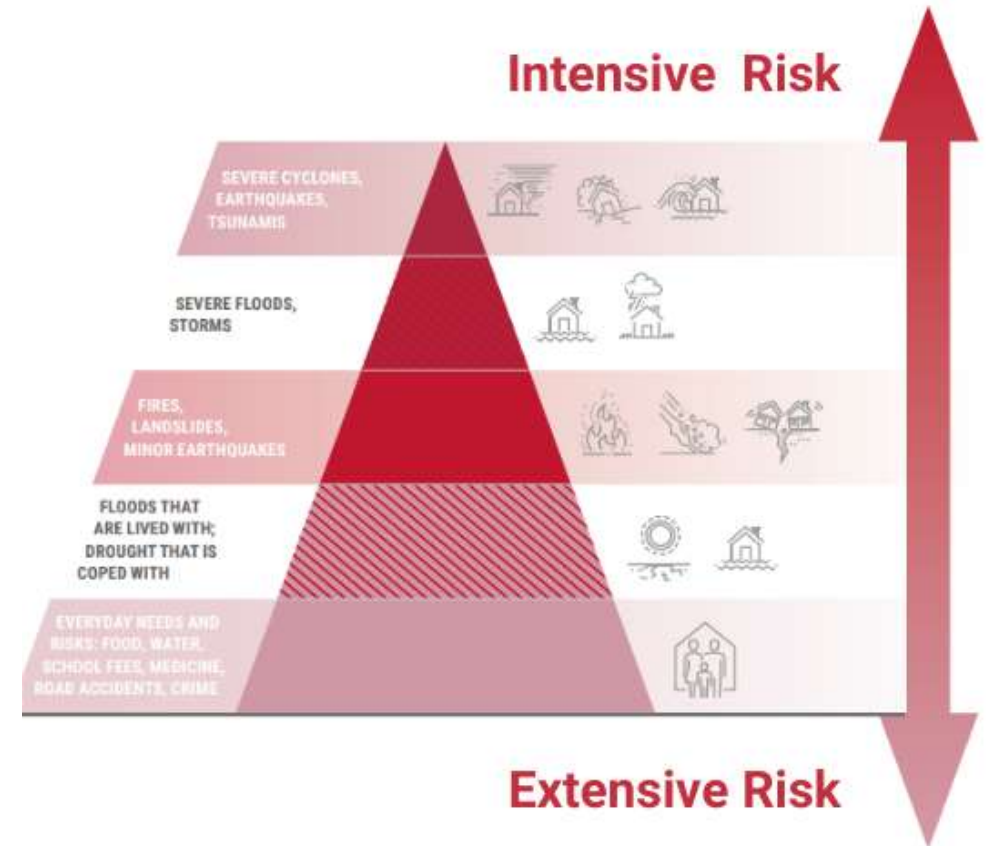 Intensive Risk
SEVERE CYCLONES,
EARTHQUAKES,
TSUNAMIS
SEVERE FLOODS,
STORMS
FIRES,
LANDSLIDES,
MINOR EARTHQUAKES
FLOODS THAT
ARE LIVED WITH;
DROUGHT THAT IS
COPED WITH
EVERYDAY NEEDS AND
RISKS: FOOD, WATER,
SCHOOL FEES, MEDICINE,
ROAD ACCIDENTS, CRIME
Extensive Risk